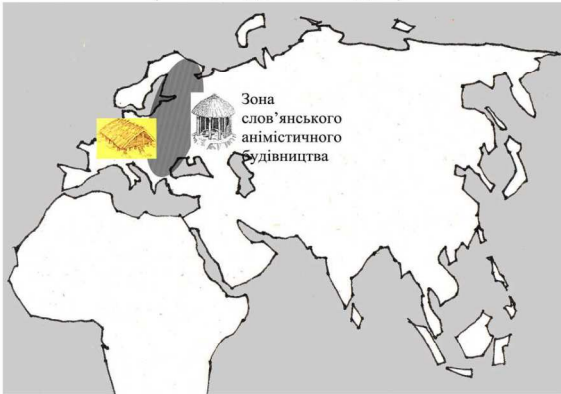 Зона
слов’янського
анімістичного
будівництва